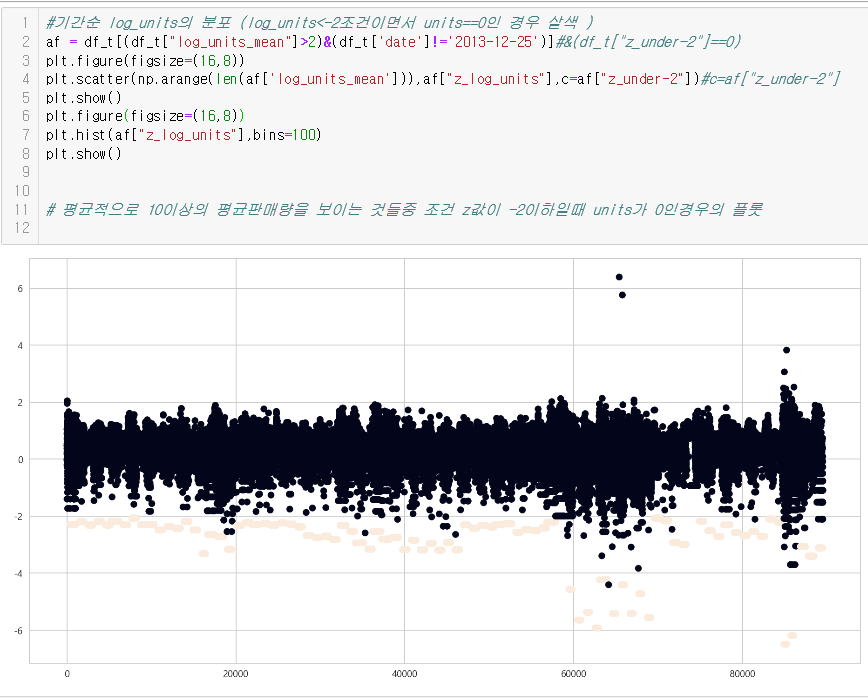 1 #기간순 log_units의 분포 (log_units<-2조건이면서 units==0인 경우 살색 )
2 af = df_t[(df_t["log_units_mean"]>2)&(df_t['date']!='2013-12-25')]#&(df_t["z_under-2"]==0)
3 plt.figure(figsize=(16,8))
4 plt.scatter(np.arange(len(af['log_units_mean'])),af["z_log_units"],c=af["z_under-2"])#c=af["z_under-2"]
5 plt.show()
6 plt.figure(figsize=(16,8))
7 plt.hist(af["z_log_units"],bins=100)
8 plt.show()
9
10
11 # 평균적으로 10이상의 평균판매량을 보이는 것들중 조건 z값이 -2이하일때 units가 0인경우의 플롯
12
6
4
2
0
-2
-4
-6
0 20000 40000 60000 80000